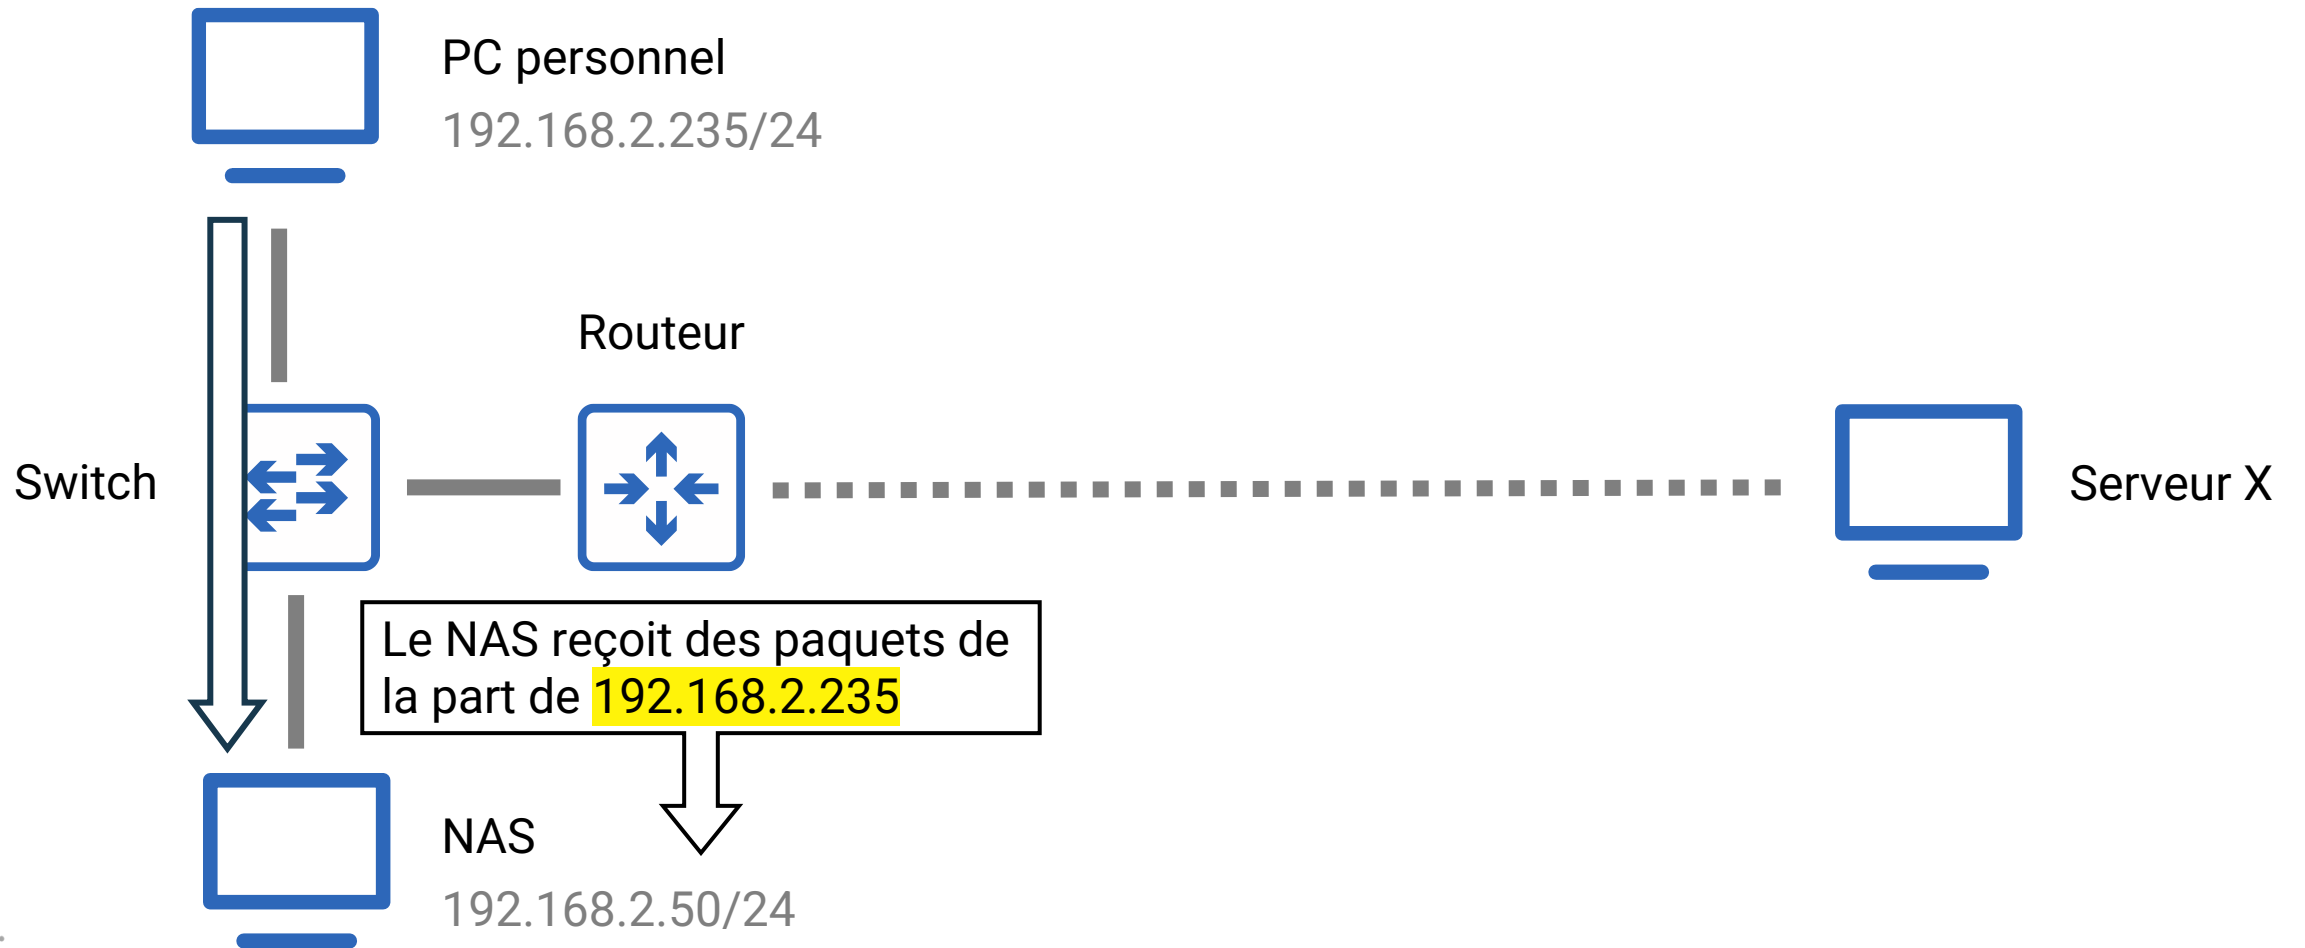 PC personnel
192.168.2.235/24
Routeur
Switch
Serveur X
Le NAS reçoit des paquets de
la part de 192.168.2.235
NAS
192.168.2.50/24